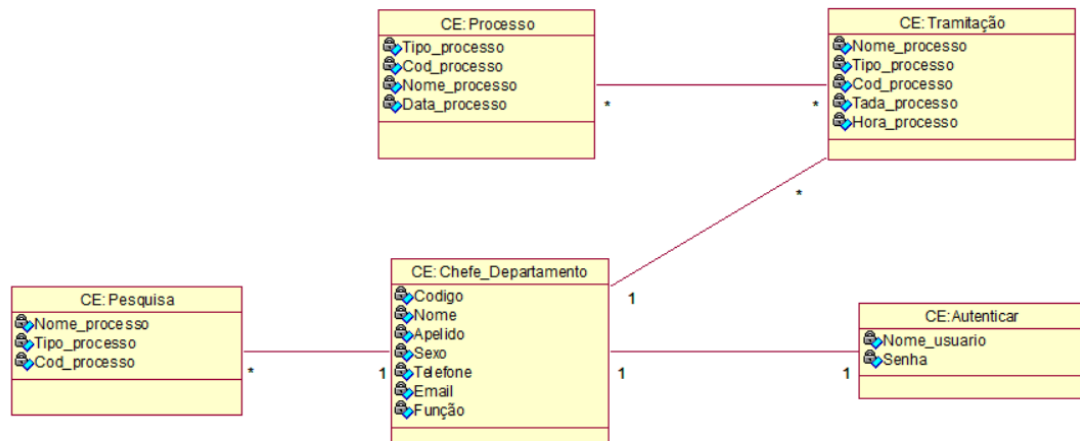 CE: Processo
Tipo_processo
Cod_processo
Nome_processo
Data_processo
*
CE: Tramitação
Nome_processo
Tipo_processo
Cod_processo
Tada_processo
Hora_processo
*
*
CE: Pesquisa
Nome_processo
Tipo_processo
Cod_processo
*
CE: Chefe_Departamento
Codigo
Nome
Apelido
Sexo
Telefone
Email
Função
1
1
1
CE: Autenticar
Nome_usuario
Senha
1